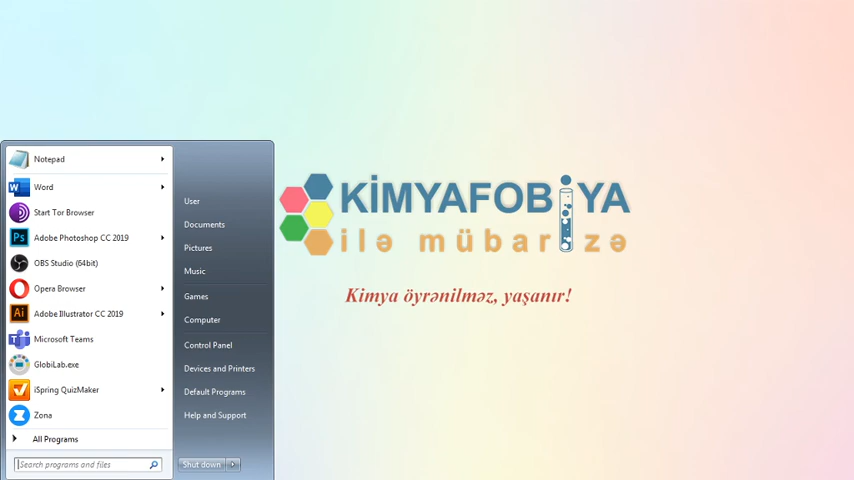 Notepad
Word
Start Tor Browser
Adobe Photoshop CC 2019
OBS Studio (64bit)
Opera Browser
Adobe Illustrator CC 2019
Microsoft Teams
GlobiLab.exe
iSpring QuizMaker
Zona
All Programs
Search programs and files
User
Documents
Pictures
Music
Games
Computer
Control Panel
Devices and Printers
Default Programs
Help and Support
Shut down
KİMYAFOBİYA
ilə mübarizə
Kimya öyrənilməz, yaşanır!